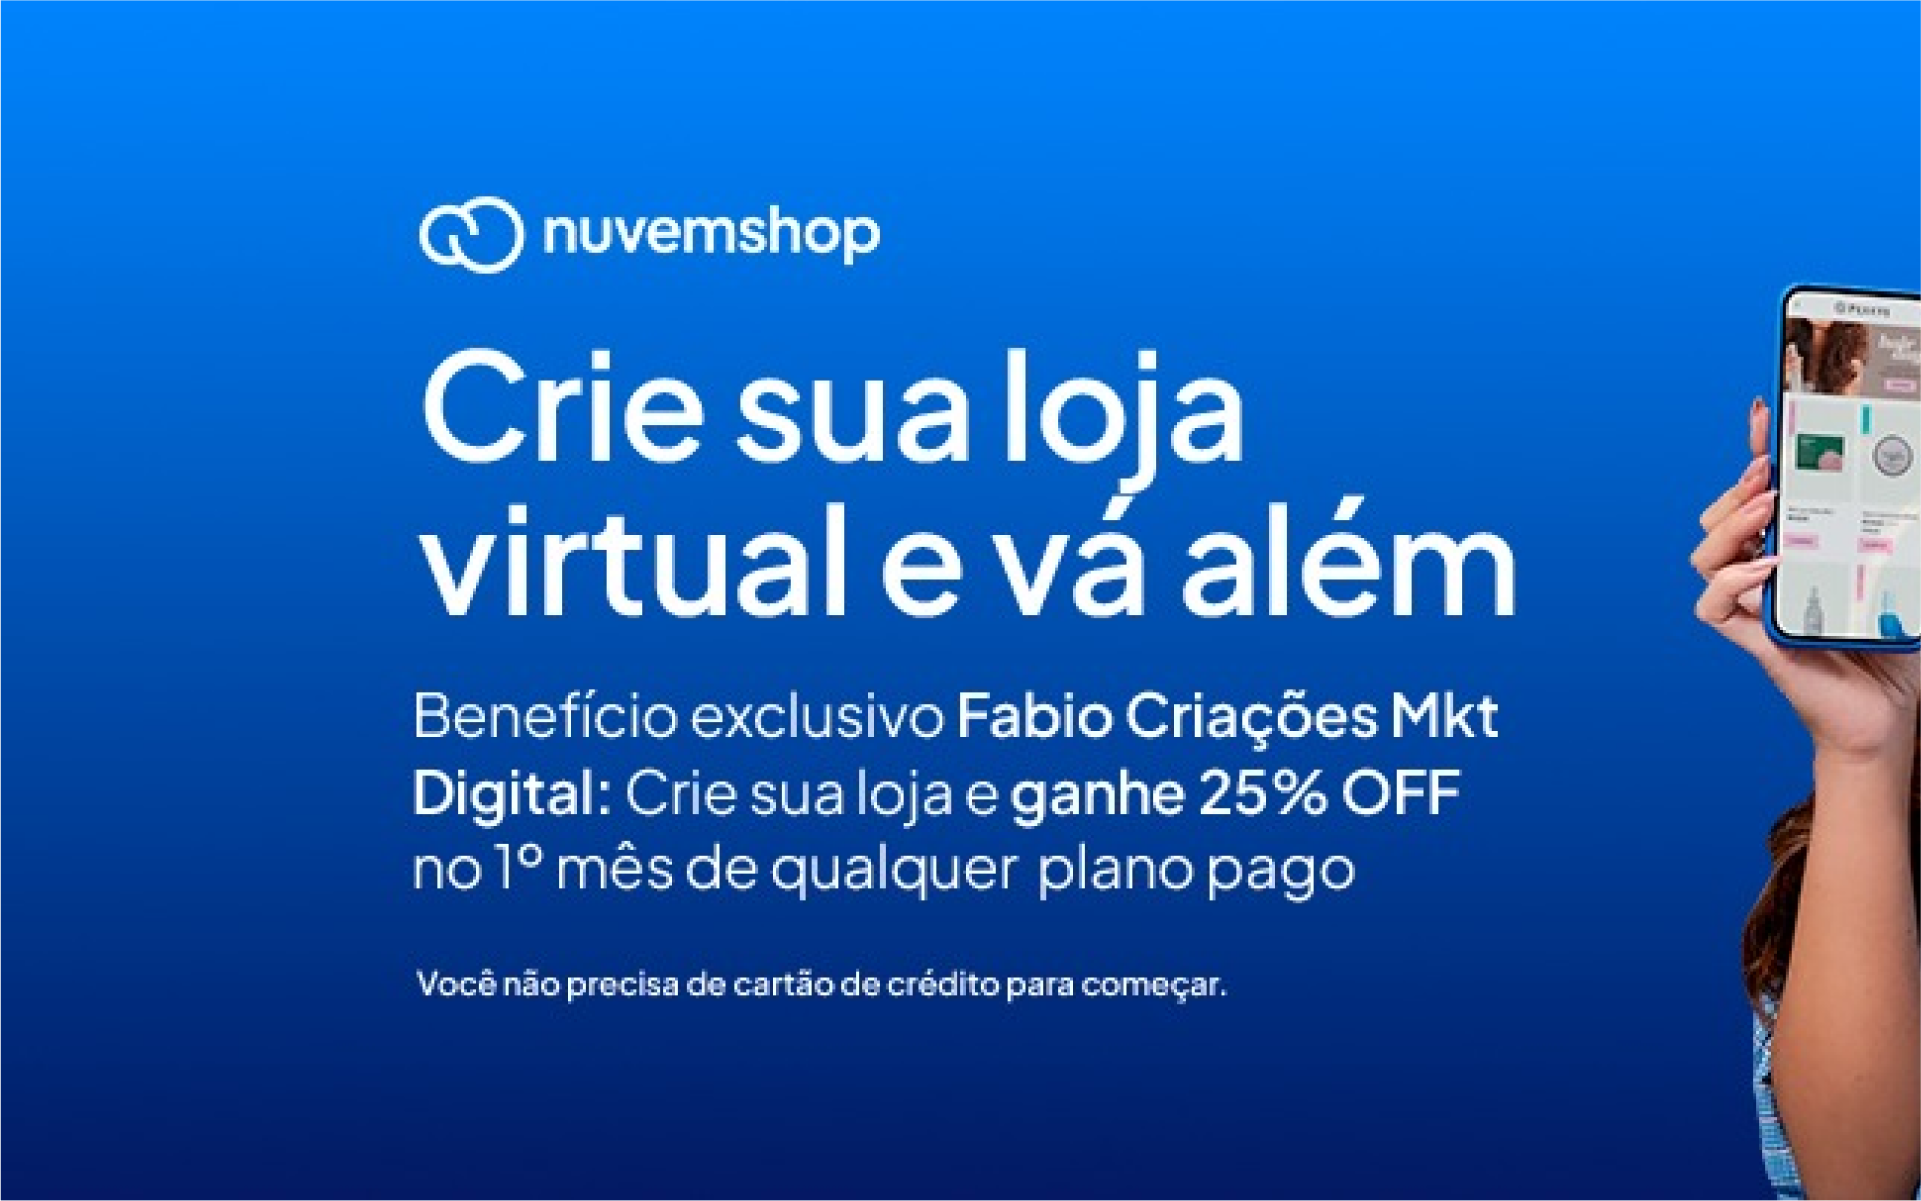 nuvemshop
Crie sua loja
virtual e vá além
Benefício exclusivo Fabio Criações Mkt
Digital: Crie sua loja e ganhe 25% OFF
no 1º mês de qualquer plano pago
Você não precisa de cartão de crédito para começar.